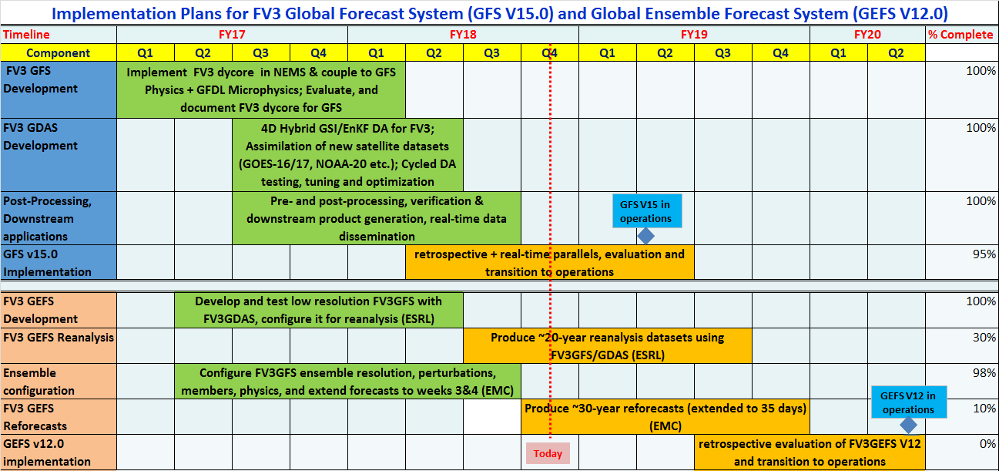 Implementation Plans for FV3 Global Forecast System (GFS V15.0) and Global Ensemble Forecast System (GEFS V12.0)
Timeline FY17 FY18 FY19 FY20 % Complete
Component Q1 Q2 Q3 Q4 Q1 Q2 Q3 Q4 Q1 Q2 Q3 Q4 Q1 Q2
FV3 GFS
Development
Implement FV3 dycore in NEMS & couple to GFS
Physics + GFDL Microphysics; Evaluate, and
document FV3 dycore for GFS
100%
FV3 GDAS
Development
4D Hybrid GSI/EnKF DA for FV3;
Assimilation of new satellite datasets
(GOES-16/17, NOAA-20 etc.); Cycled DA
testing, tuning and optimization
100%
Post-Processing,
Downstream
applications
Pre- and post-processing, verification &
downstream product generation, real-time data
dissemination
GFS V15 in
operations
100%
GFS v15.0
Implementation
retrospective + real-time parallels, evaluation and
transition to operations
95%
FV3 GEFS
Development
Develop and test low resolution FV3GFS with
FV3GDAS, configure it for reanalysis (ESRL)
100%
FV3 GEFS Reanalysis
Produce ~20-year reanalysis datasets using
FV3GFS/GDAS (ESRL)
30%
Ensemble
configuration
Configure FV3GFS ensemble resolution, perturbations,
members, physics, and extend forecasts to weeks 3&4 (EMC)
98%
FV3 GEFS
Reforecasts
Produce ~30-year reforecasts (extended to 35 days)
(EMC)
GEFS V12 in
operations
10%
GEFS v12.0
implementation
Today
retrospective evaluation of FV3GEFS V12
and transition to operations
0%